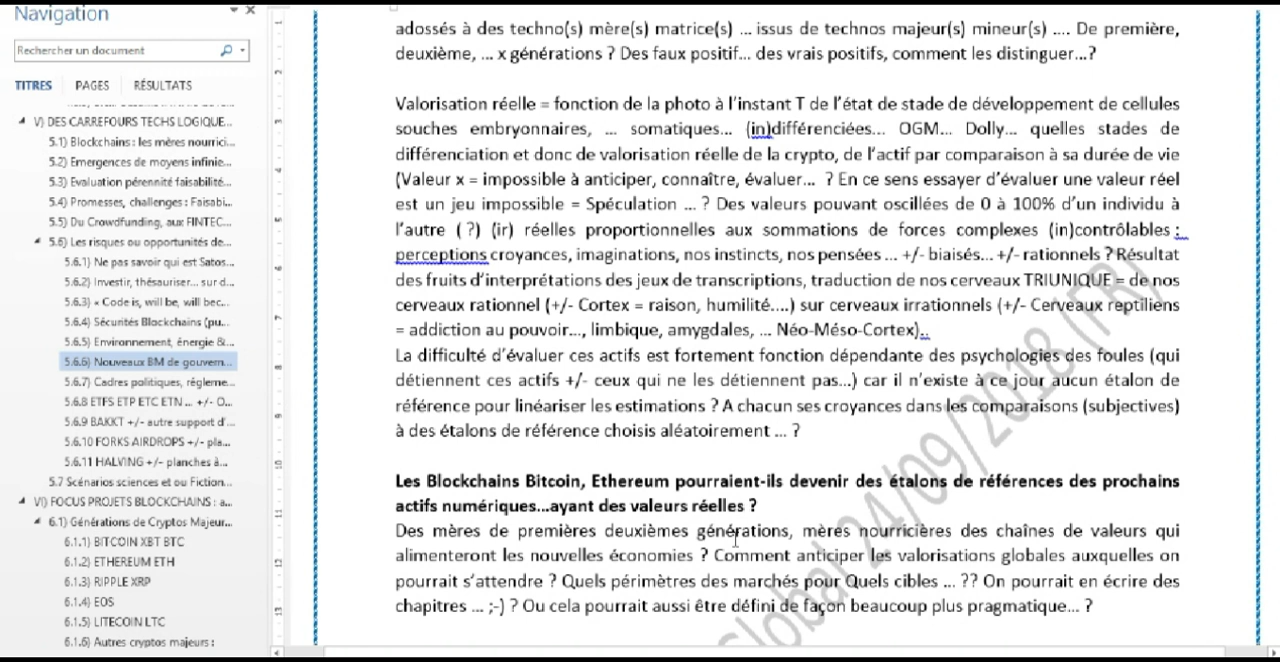 Navigation
Rechercher un document
TITRES PAGES RÉSULTATS
V) DES CARREFOURS TECHS LOGIQUE...
5.1) Blockchains : les mères nourrici...
5.2) Emergences de moyens infinie...
5.3) Evaluation pérennité faisabilité...
5.4) Promesses, challenges : Faisabi...
5.5) Du Crowdfunding, aux FINTEC...
5.6) Les risques ou opportunités de...
5.6.1) Ne pas savoir qui est Satos...
5.6.2) Investir, thésauriser... sur d...
5.6.3) « Code is, will be, will bec...
5.6.4) Sécurités Blockchains (pu...
5.6.5) Environnement, énergie &...
5.6.6) Nouveaux BM de gouvern...
5.6.7) Cadres politiques, régleme...
5.6.8 ETFS ETP ETC ETN ... +/- O...
5.6.9 BAKKT +/- autre support d'...
5.6.10 FORKS AIRDROPS +/- pla...
5.6.11 HALVING +/- planches à...
5.7 Scénarios sciences et ou Fiction...
VI) FOCUS PROJETS BLOCKCHAINS : a...
6.1) Générations de Cryptos Majeur...
6.1.1) BITCOIN XBT BTC
6.1.2) ETHEREUM ETH
6.1.3) RIPPLE XRP
6.1.4) EOS
6.1.5) LITECOIN LTC
6.1.6) Autres cryptos majeurs :
adossés à des techno(s) mère(s) matrice(s) ... issus de technos majeur(s) mineur(s) .... De première,
deuxième, ... x générations ? Des faux positif... des vrais positifs, comment les distinguer...?
Valorisation réelle = fonction de la photo à l'instant T de l'état de stade de développement de cellules
souches embryonnaires, ... somatiques... (in)différenciées... OGM... Dolly... quelles stades de
différenciation et donc de valorisation réelle de la crypto, de l'actif par comparaison à sa durée de vie
(Valeur x = impossible à anticiper, connaître, évaluer... ? En ce sens essayer d'évaluer une valeur réel
est un jeu impossible = Spéculation ... ? Des valeurs pouvant oscillées de 0 à 100% d'un individu à
l'autre ( ?) (ir) réelles proportionnelles aux sommations de forces complexes (in)contrôlables :
perceptions croyances, imaginations, nos instincts, nos pensées ... +/- biaisés... +/- rationnels ? Résultat
des fruits d'interprétations des jeux de transcriptions, traduction de nos cerveaux TRIUNIQUE = de nos
cerveaux rationnel (+/- Cortex = raison, humilité....) sur cerveaux irrationnels (+/- Cerveaux reptiliens
= addiction au pouvoir..., limbique, amygdales, ... Néo-Méso-Cortex)..
La difficulté d'évaluer ces actifs est fortement fonction dépendante des psychologies des foules (qui
détiennent ces actifs +/- ceux qui ne les détiennent pas...) car il n'existe à ce jour aucun étalon de
référence pour linéariser les estimations ? A chacun ses croyances dans les comparaisons (subjectives)
à des étalons de référence choisis aléatoirement ... ?
Les Blockchains Bitcoin, Ethereum pourraient-ils devenir des étalons de références des prochains
actifs numériques...ayant des valeurs réelles ?
Des mères de premières deuxièmes générations, mères nourricières des chaînes de valeurs qui
alimenteront les nouvelles économies ? Comment anticiper les valorisations globales auxquelles on
pourrait s'attendre ? Quels périmètres des marchés pour Quels cibles ... ?? On pourrait en écrire des
chapitres ... ;-) ? Ou cela pourrait aussi être défini de façon beaucoup plus pragmatique... ?
Global 24/09/2018 (FR)